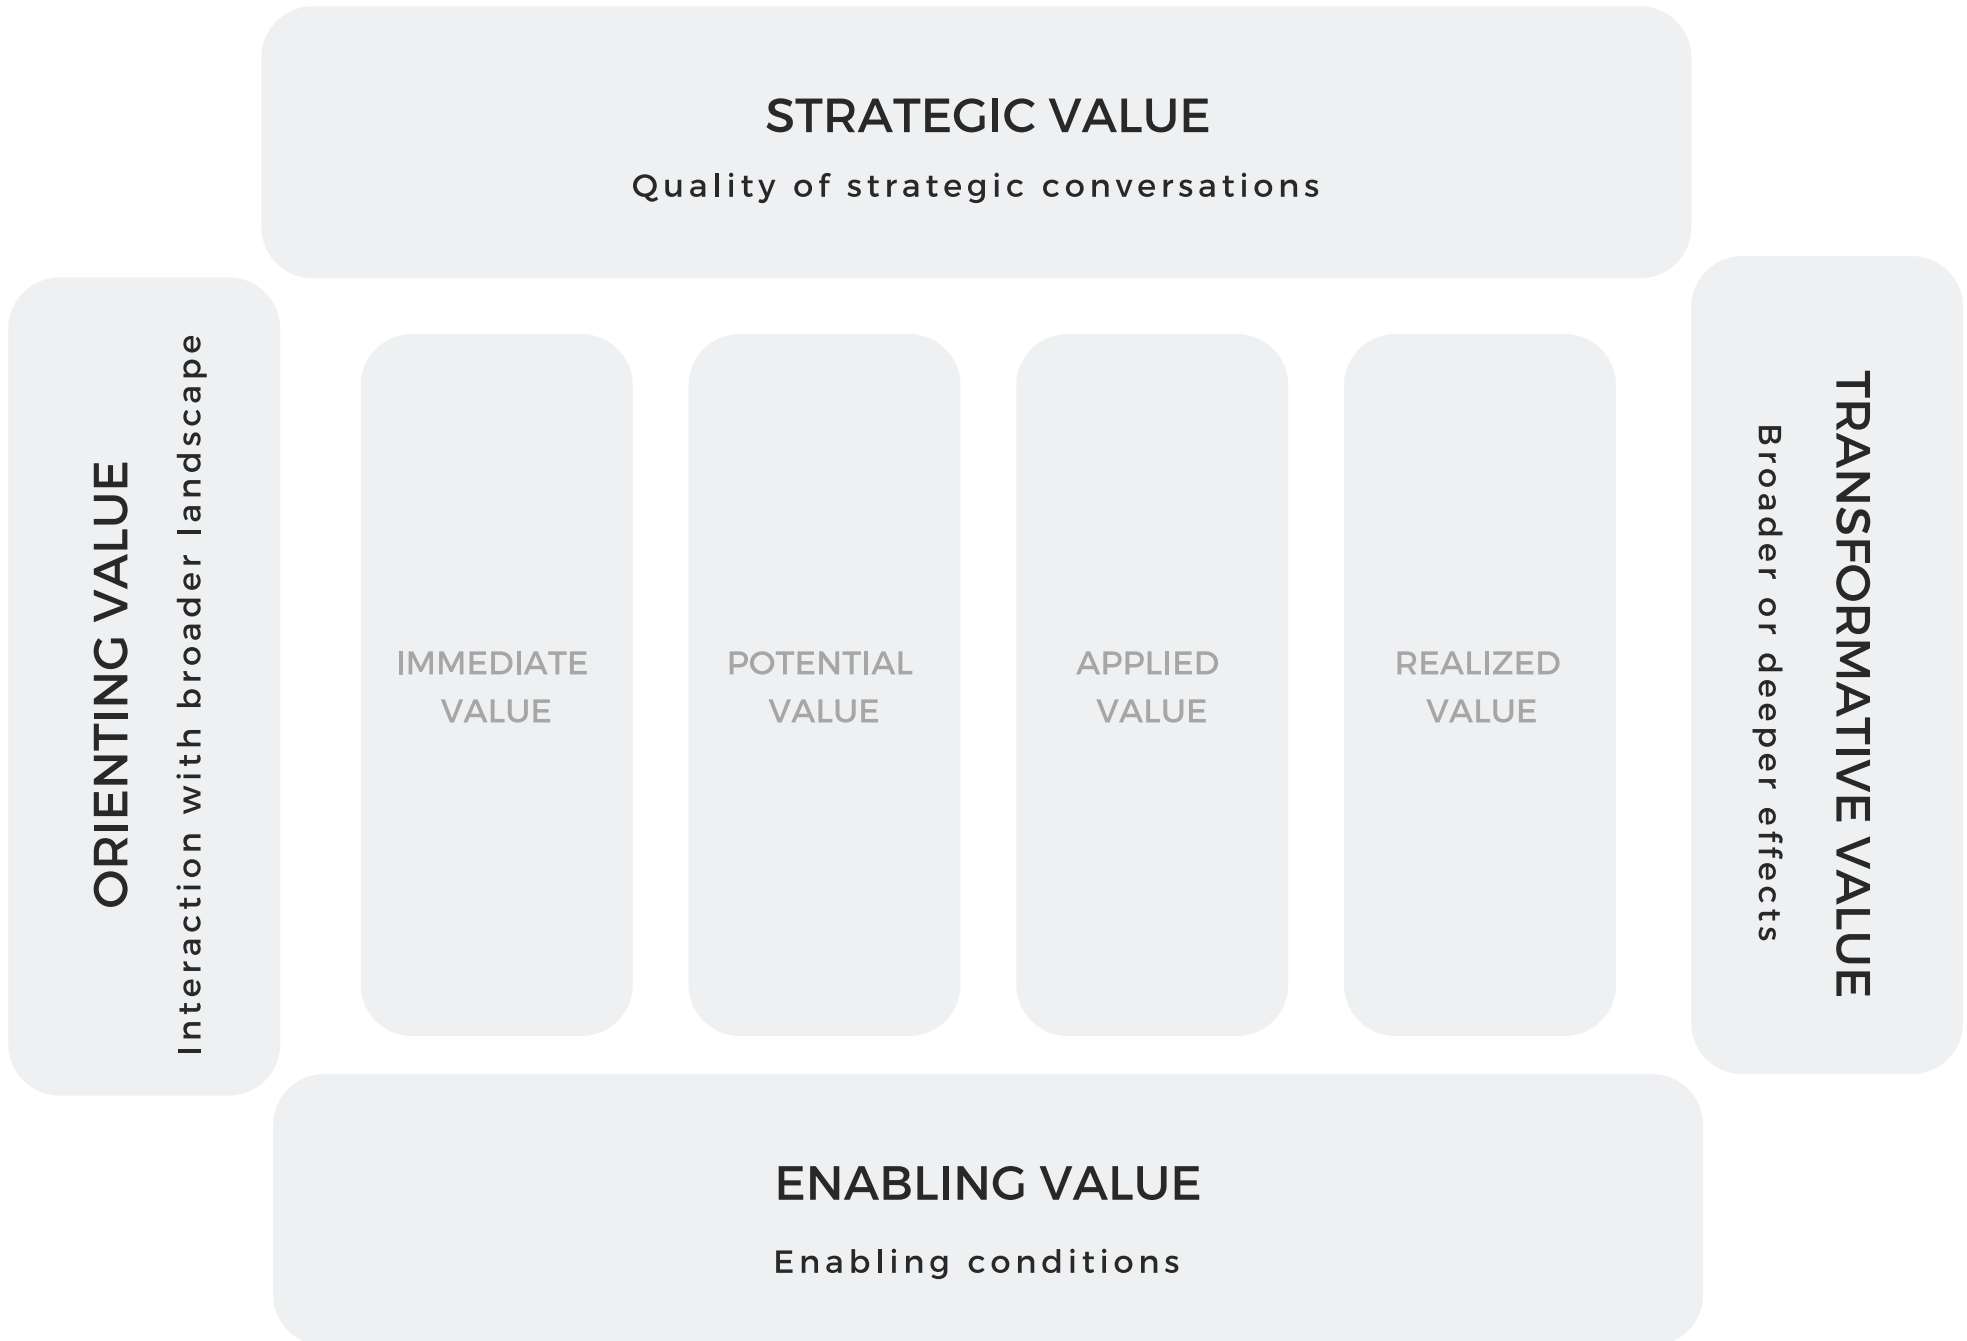 STRATEGIC VALUE
Quality of strategic conversations
ORIENTING VALUE
Interaction with broader landscape
IMMEDIATE
VALUE
POTENTIAL
VALUE
APPLIED
VALUE
REALIZED
VALUE
TRANSFORMATIVE VALUE
Broader or deeper effects
ENABLING VALUE
Enabling conditions